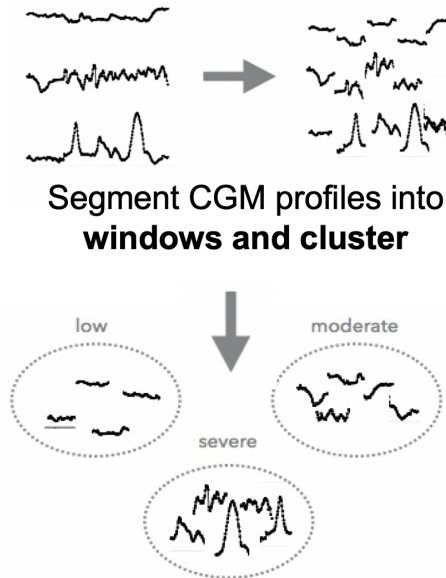 Segment CGM profiles into
windows and cluster
low
moderate
severe